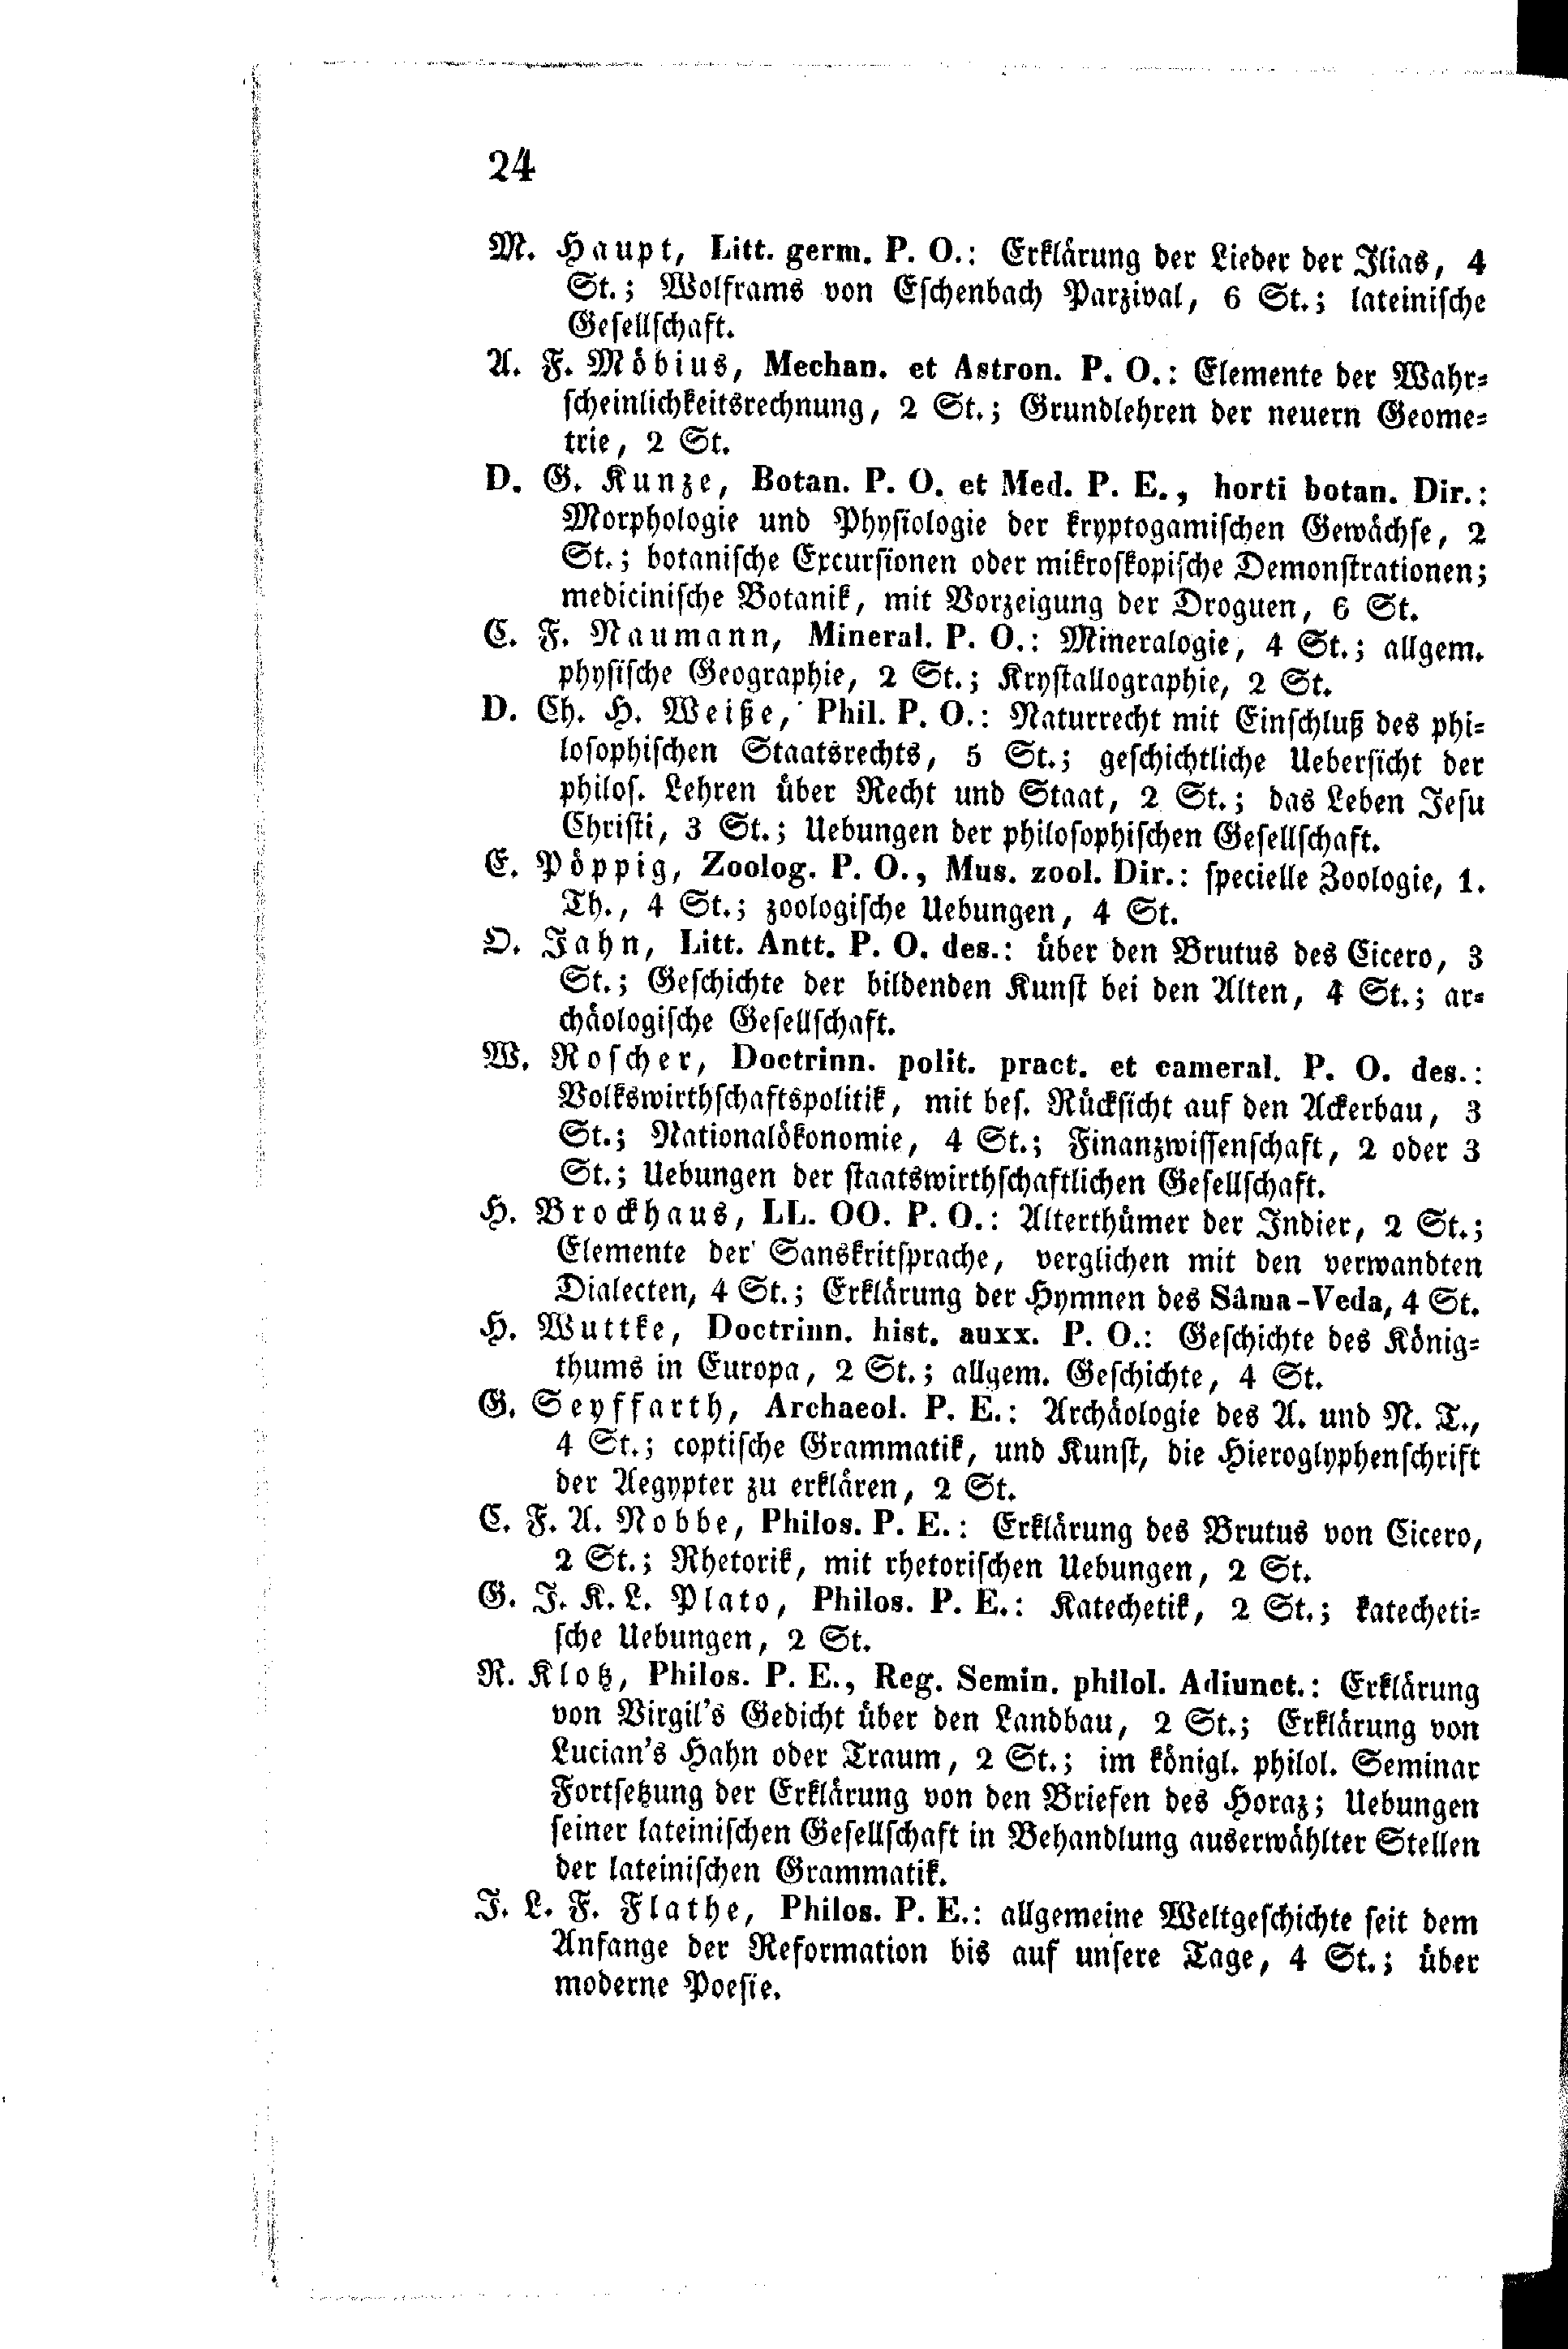 24
M. Haupt, Litt. germ. P. O.: Erklärung der Lieder der Ilias, 4
St.; Wolframs von Eschenbach Parzival, 6 St.; lateinische
Gesellschaft.
A. F. Möbius, Mechan. et Astron. P. O.: Elemente der Wahr-
scheinlichkeitsrechnung, 2 St.; Grundlehren der neuern Geome-
trie, 2 St.
D. G. Kunze, Botan. P. O. et Med. P. E., horti botan. Dir.:
Morphologie und Physiologie der kryptogamischen Gewächse, 2
St.; botanische Excursionen oder mikroskopische Demonstrationen;
medicinische Botanik, mit Vorzeigung der Droguen, 6 St.
C. F. Naumann, Mineral. P. O.: Mineralogie, 4 St.; allgem.
physische Geographie, 2 St.; Krystallographie, 2 St.
D. Ch. H. Weiße, Phil. P. O.: Naturrecht mit Einschluß des phi-
losophischen Staatsrechts, 5 St.; geschichtliche Uebersicht der
philos. Lehren über Recht und Staat, 2 St.; das Leben Jesu
Christi, 3 St.; Uebungen der philosophischen Gesellschaft.
E. Pöppig, Zoolog. P. O., Mus. zool. Dir.: specielle Zoologie, 1.
Th., 4 St.; zoologische Uebungen, 4 St.
O. Jahn, Litt. Antt. P. O. des.: über den Brutus des Cicero, 3
St.; Geschichte der bildenden Kunst bei den Alten, 4 St.; ar-
chäologische Gesellschaft.
W. Roscher, Doctrinn. polit. pract. et cameral. P. O. des.:
Volkswirthschaftspolitik, mit bes. Rücksicht auf den Ackerbau, 3
St.; Nationalökonomie, 4 St.; Finanzwissenschaft, 2 oder 3
St.; Uebungen der staatswirthschaftlichen Gesellschaft.
H. Brockhaus, LL. OO. P. O.: Alterthümer der Indier, 2 St.;
Elemente der Sanskritsprache, verglichen mit den verwandten
Dialecten, 4 St.; Erklärung der Hymnen des Sâma-Veda, 4 St.
H. Wuttke, Doctrinn. hist. auxx. P. O.: Geschichte des König-
thums in Europa, 2 St.; allgem. Geschichte, 4 St.
G. Seyffarth, Archaeol. P. E.: Archäologie des A. und N. T.,
4 St.; coptische Grammatik, und Kunst, die Hieroglyphenschrift
der Aegypter zu erklären, 2 St.
C. F. A. Nobbe, Philos. P. E.: Erklärung des Brutus von Cicero,
2 St.; Rhetorik, mit rhetorischen Uebungen, 2 St.
G. J. K. L. Plato, Philos. P. E.: Katechetik, 2 St.; katecheti-
sche Uebungen, 2 St.
R. Klotz, Philos. P. E., Reg. Semin. philol. Adiunct.: Erklärung
von Virgil's Gedicht über den Landbau, 2 St.; Erklärung von
Lucian's Hahn oder Traum, 2 St.; im königl. philol. Seminar
Fortsetzung der Erklärung von den Briefen des Horaz; Uebungen
seiner lateinischen Gesellschaft in Behandlung auserwählter Stellen
der lateinischen Grammatik.
J. L. F. Flathe, Philos. P. E.: allgemeine Weltgeschichte seit dem
Anfange der Reformation bis auf unsere Tage, 4 St.; über
moderne Poesie.